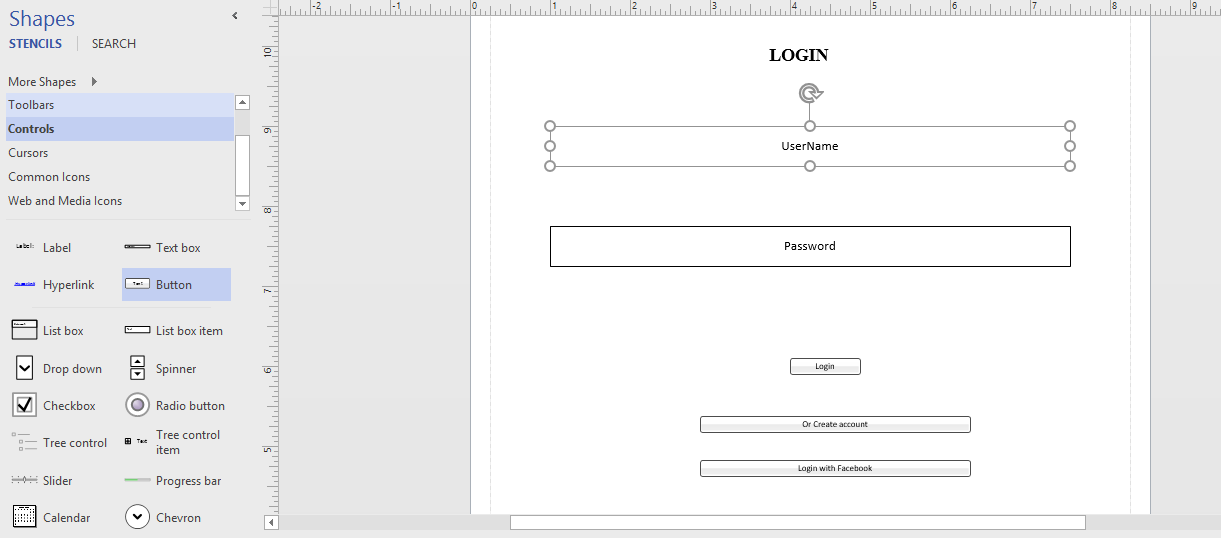 Shapes
STENCILS SEARCH
More Shapes
Toolbars
Controls
Cursors
Common Icons
Web and Media Icons
Label Text box
Hyperlink Button
List box List box item
Drop down Spinner
Checkbox Radio button
Tree control Tree control item
Slider Progress bar
Calendar Chevron
-2 -1 0 1 2 3 4 5 6 7 8 9
10
9
8
7
6
5
LOGIN
UserName
Password
Login
Or Create account
Login with Facebook